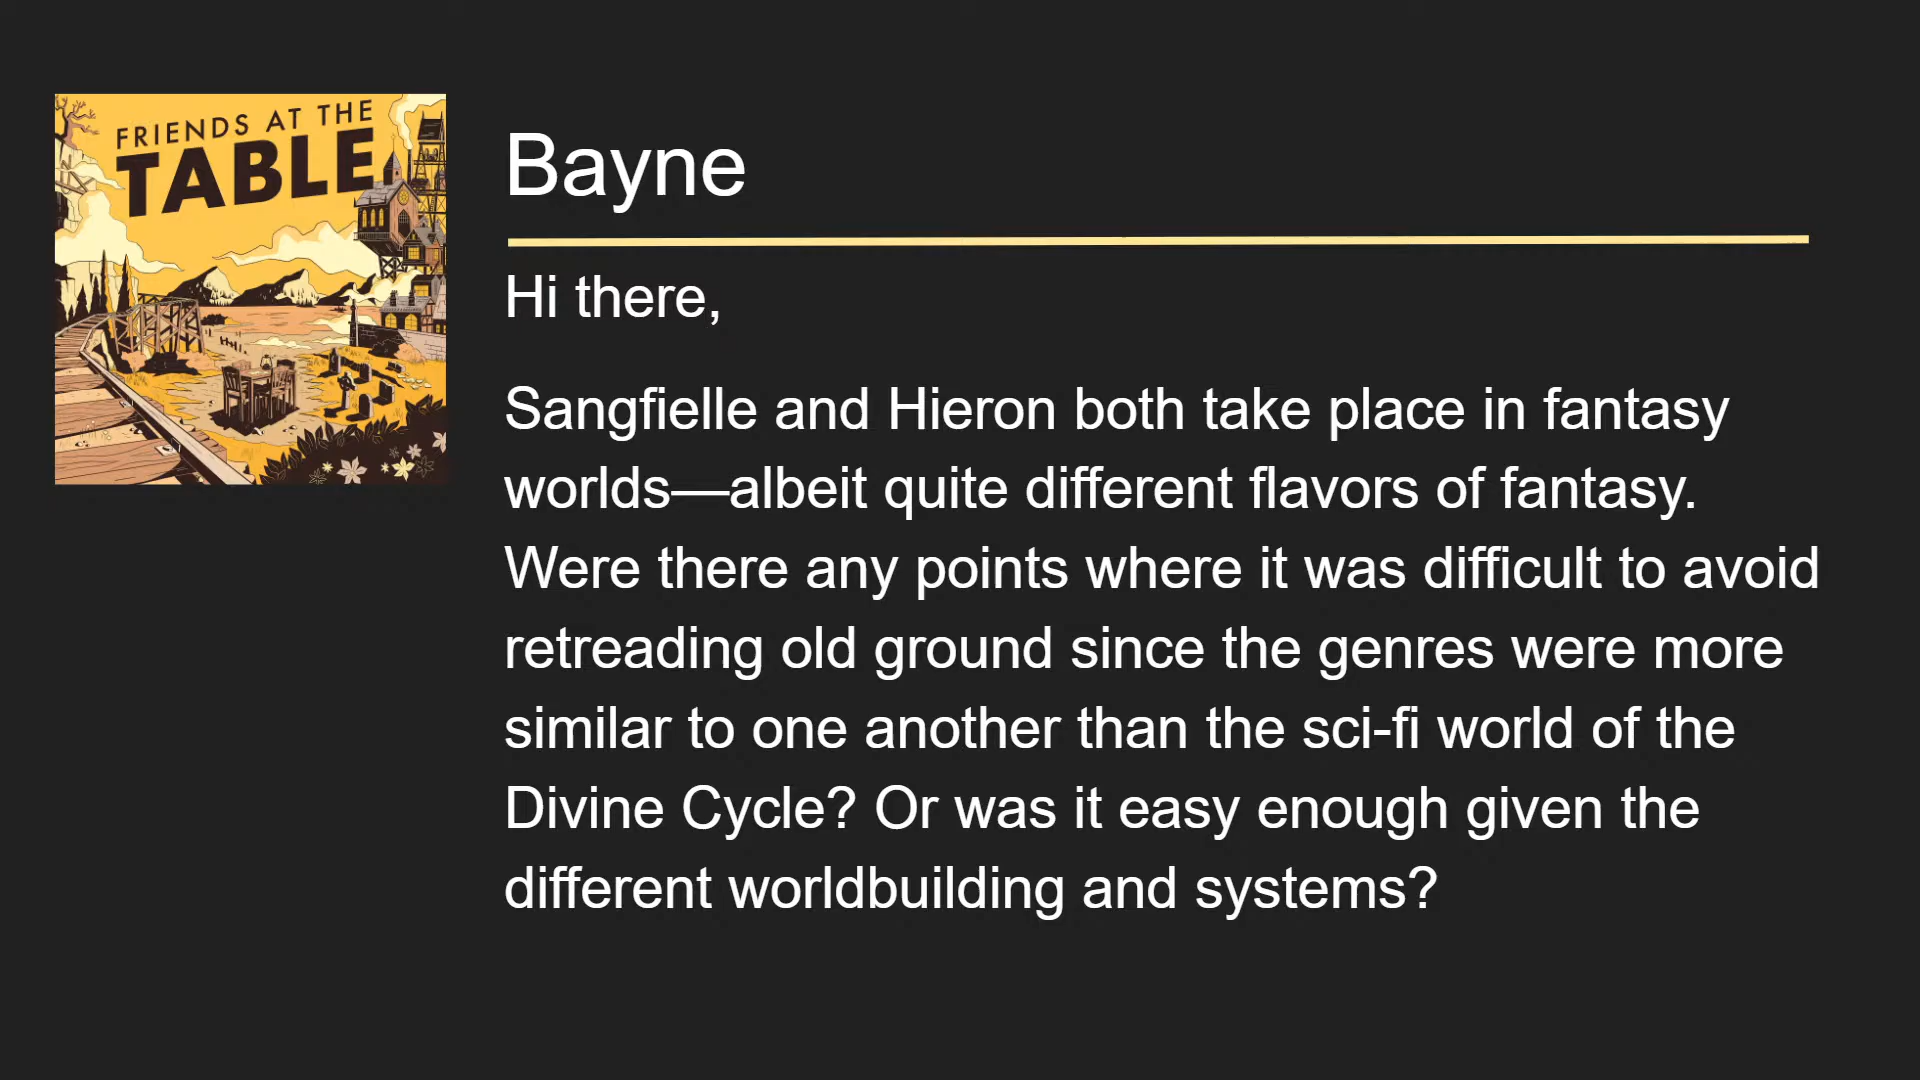 FRIENDS AT THE
TABLE
Bayne
Hi there,
Sangfielle and Hieron both take place in fantasy
worlds—albeit quite different flavors of fantasy.
Were there any points where it was difficult to avoid
retreading old ground since the genres were more
similar to one another than the sci-fi world of the
Divine Cycle? Or was it easy enough given the
different worldbuilding and systems?